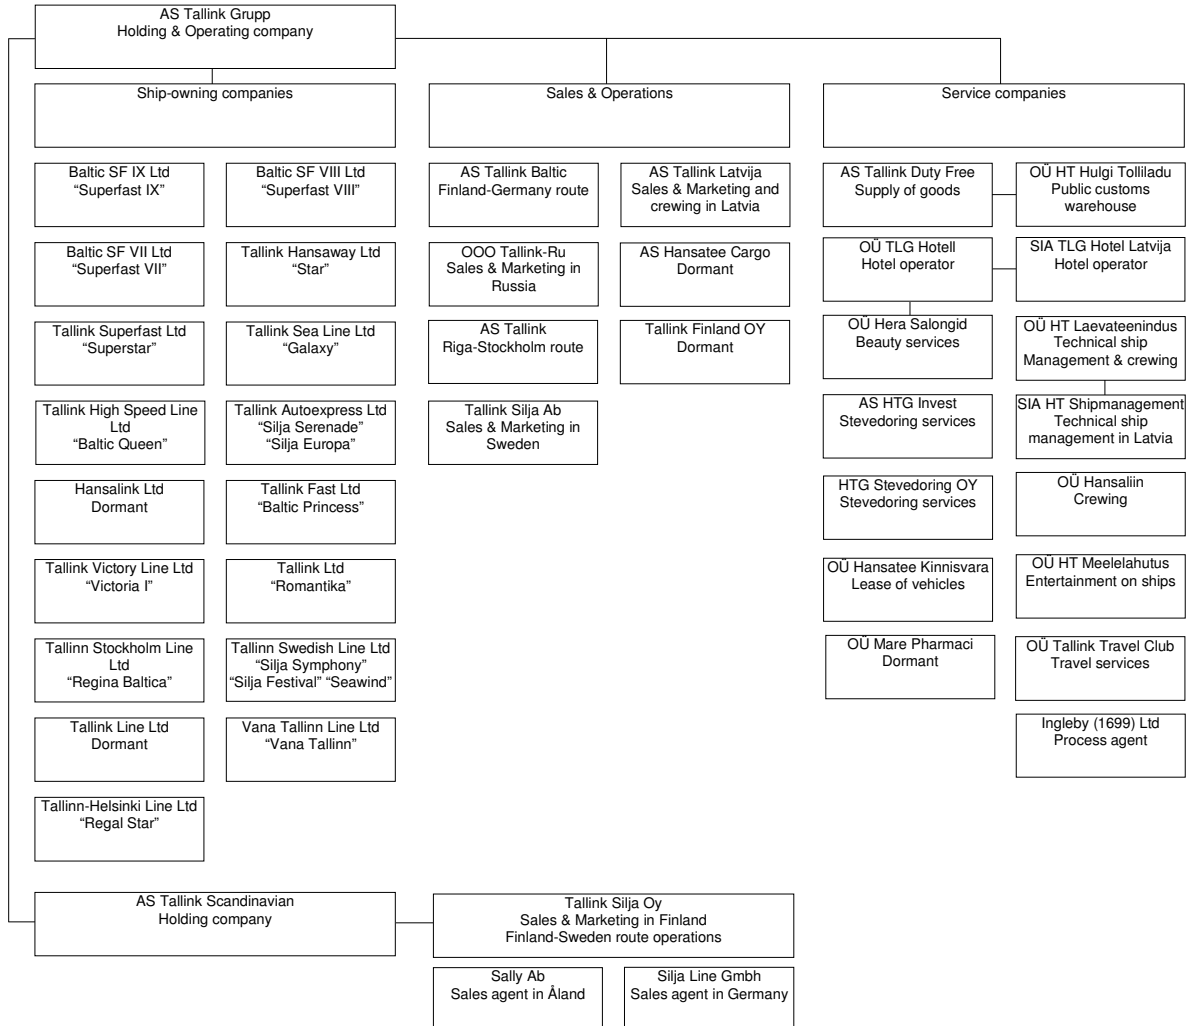 AS Tallink Grupp
Holding & Operating company
Ship-owning companies
Sales & Operations
Service companies
Baltic SF IX Ltd
“Superfast IX”
Baltic SF VIII Ltd
“Superfast VIII”
AS Tallink Baltic
Finland-Germany route
AS Tallink Latvija
Sales & Marketing and
crewing in Latvia
AS Tallink Duty Free
Supply of goods
OÜ HT Hulgi Tolliladu
Public customs
warehouse
Baltic SF VII Ltd
“Superfast VII”
Tallink Hansaway Ltd
“Star”
OOO Tallink-Ru
Sales & Marketing in
Russia
AS Hansatee Cargo
Dormant
OÜ TLG Hotell
Hotel operator
SIA TLG Hotel Latvija
Hotel operator
Tallink Superfast Ltd
“Superstar”
Tallink Sea Line Ltd
“Galaxy”
AS Tallink
Riga-Stockholm route
Tallink Finland OY
Dormant
OÜ Hera Salongid
Beauty services
OÜ HT Laevateenindus
Technical ship
Management & crewing
Tallink High Speed Line
Ltd
“Baltic Queen”
Tallink Autoexpress Ltd
“Silja Serenade”
“Silja Europa”
Tallink Silja Ab
Sales & Marketing in
Sweden
AS HTG Invest
Stevedoring services
SIA HT Shipmanagement
Technical ship
management in Latvia
Hansalink Ltd
Dormant
Tallink Fast Ltd
“Baltic Princess”
HTG Stevedoring OY
Stevedoring services
OÜ Hansaliin
Crewing
Tallink Victory Line Ltd
“Victoria I”
Tallink Ltd
“Romantika”
OÜ Hansatee Kinnisvara
Lease of vehicles
OÜ HT Meelelahutus
Entertainment on ships
Tallinn Stockholm Line
Ltd
“Regina Baltica”
Tallinn Swedish Line Ltd
“Silja Symphony”
“Silja Festival” “Seawind”
OÜ Mare Pharmaci
Dormant
OÜ Tallink Travel Club
Travel services
Tallink Line Ltd
Dormant
Vana Tallinn Line Ltd
“Vana Tallinn”
Ingleby (1699) Ltd
Process agent
Tallinn-Helsinki Line Ltd
“Regal Star”
AS Tallink Scandinavian
Holding company
Tallink Silja Oy
Sales & Marketing in Finland
Finland-Sweden route operations
Sally Ab
Sales agent in Åland
Silja Line Gmbh
Sales agent in Germany